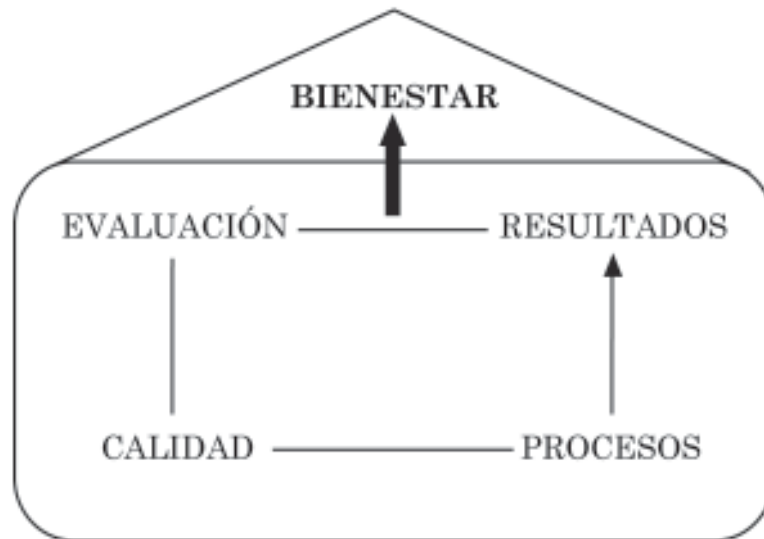 BIENESTAR
EVALUACIÓN RESULTADOS
CALIDAD PROCESOS